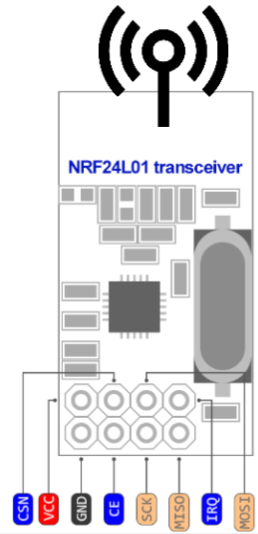 NRF24L01 transceiver
CSN
VCC
GND
CE
SCK
MISO
IRQ
MOSI